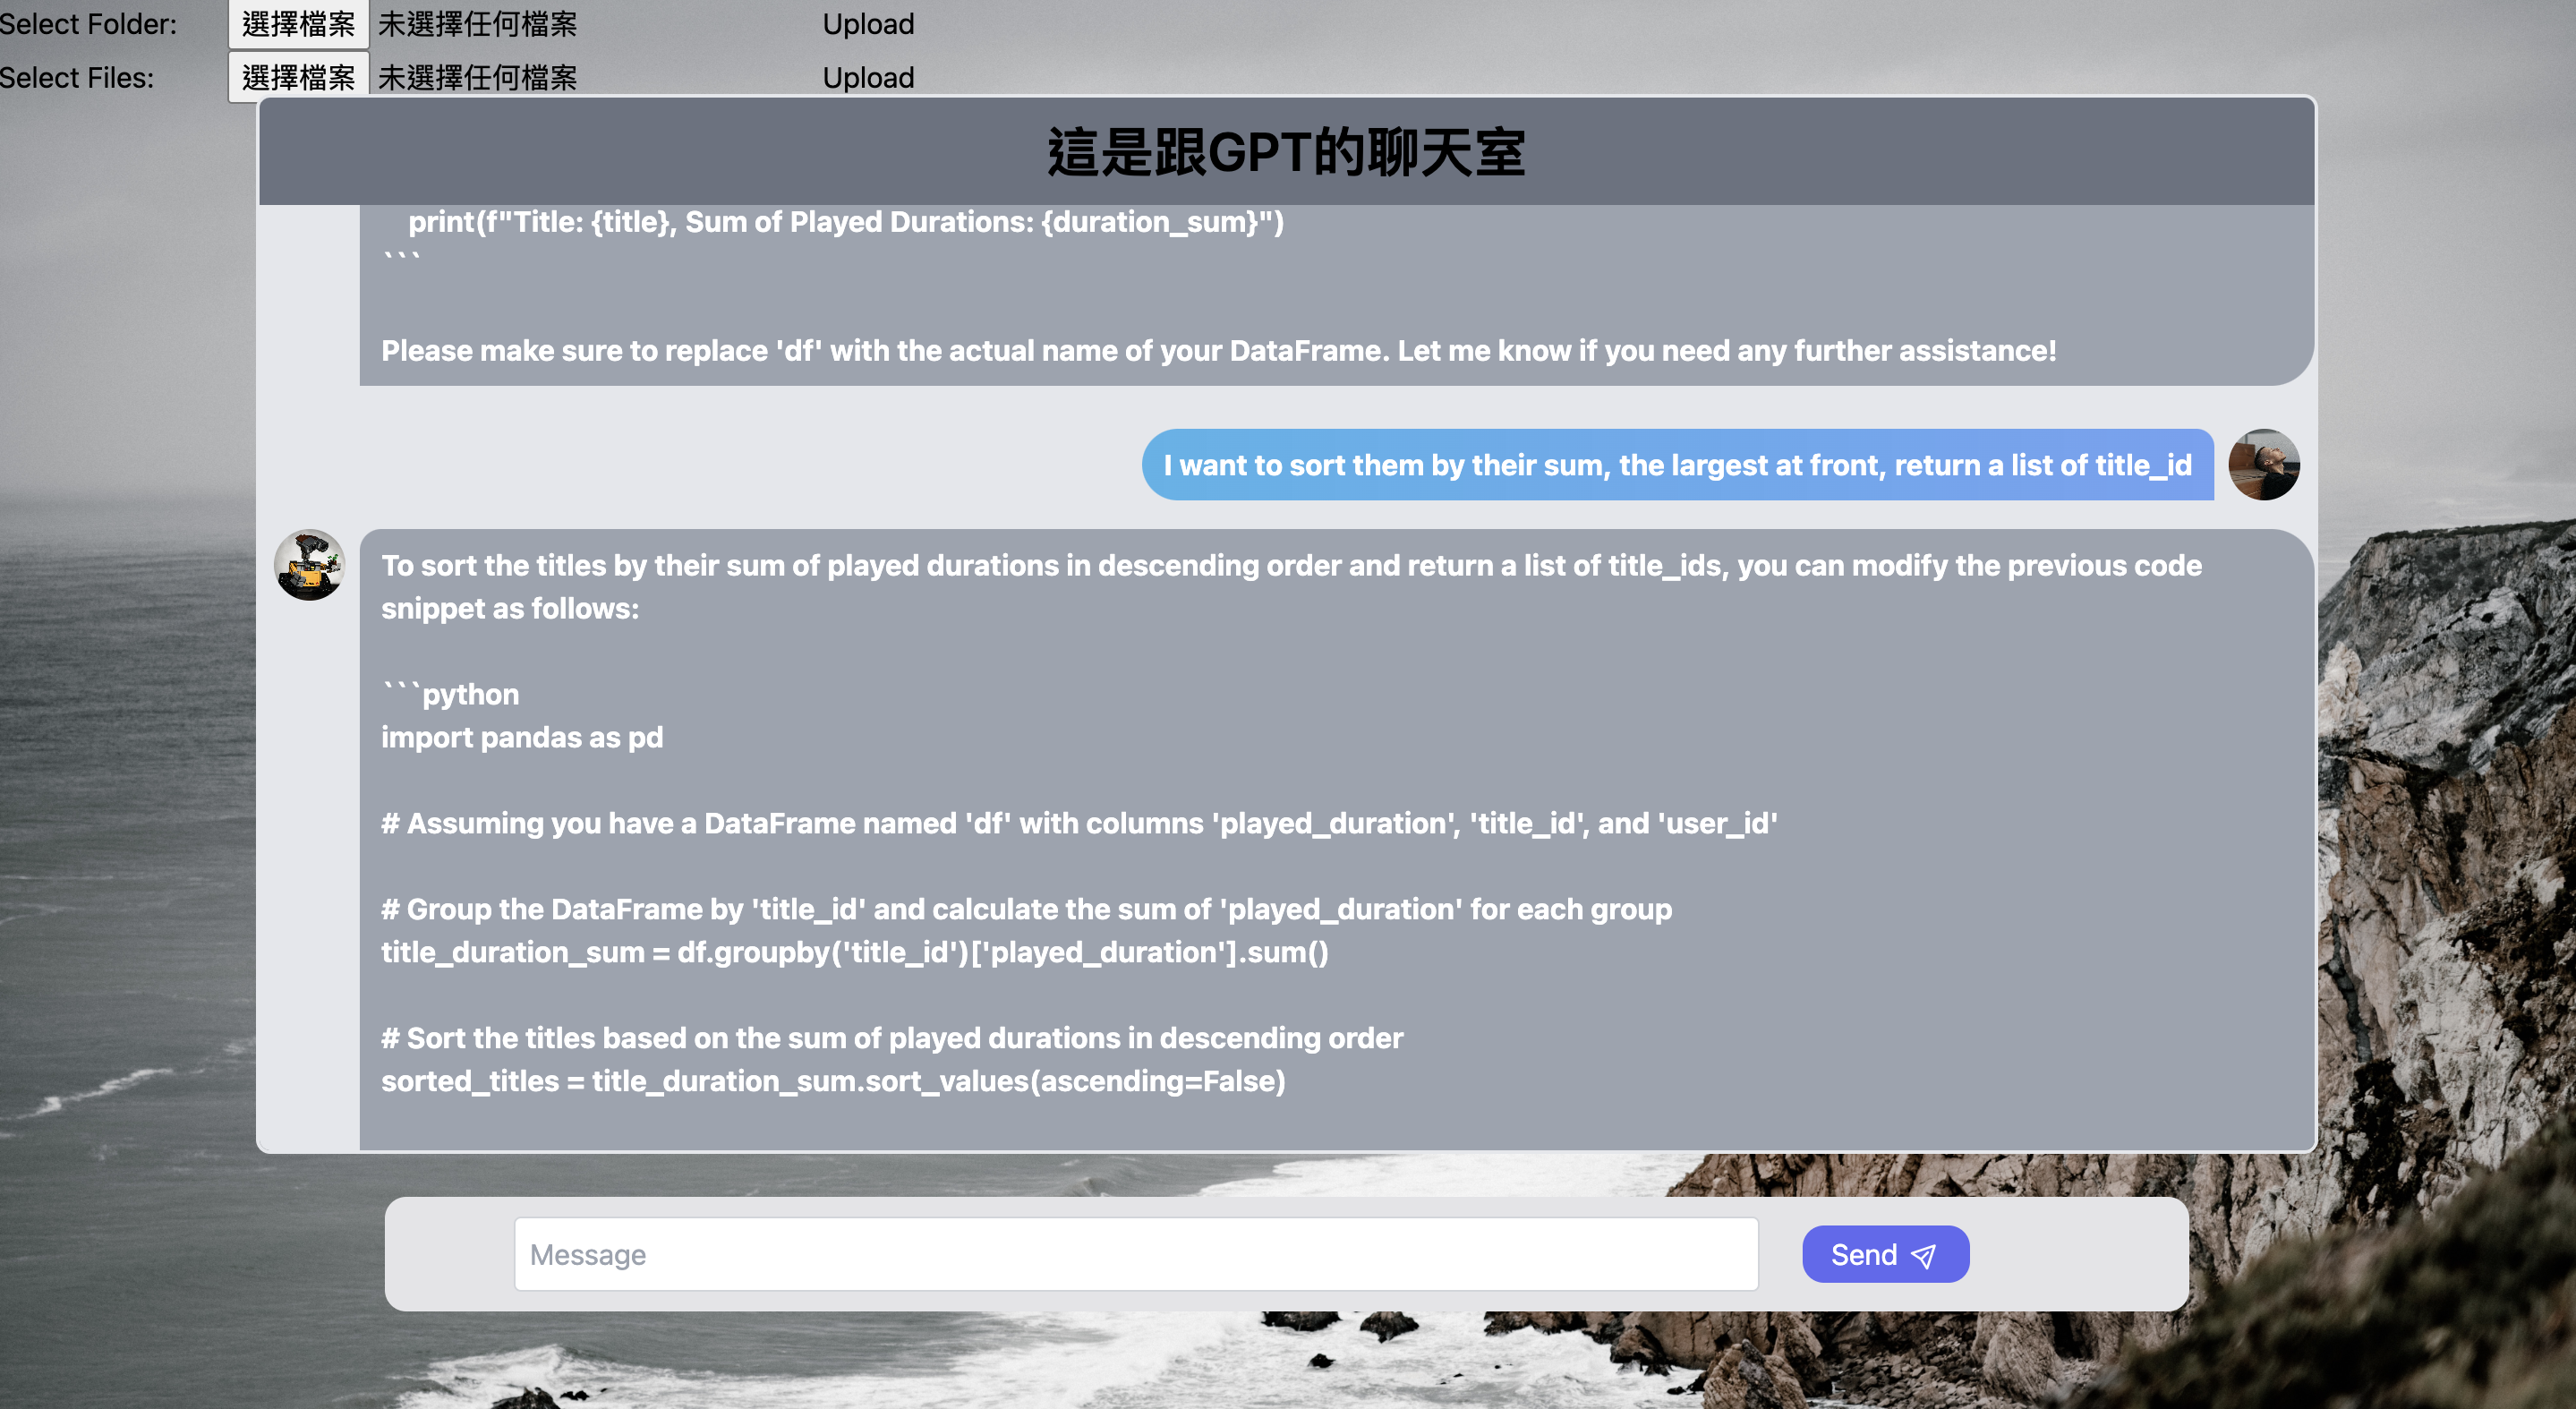 Select Folder: 選擇檔案 未選擇任何檔案 Upload
Select Files: 選擇檔案 未選擇任何檔案 Upload
這是跟GPT的聊天室
print(f"Title: {title}, Sum of Played Durations: {duration_sum}")
```
Please make sure to replace 'df' with the actual name of your DataFrame. Let me know if you need any further assistance!
I want to sort them by their sum, the largest at front, return a list of title_id
To sort the titles by their sum of played durations in descending order and return a list of title_ids, you can modify the previous code
snippet as follows:
```python
import pandas as pd
# Assuming you have a DataFrame named 'df' with columns 'played_duration', 'title_id', and 'user_id'
# Group the DataFrame by 'title_id' and calculate the sum of 'played_duration' for each group
title_duration_sum = df.groupby('title_id')['played_duration'].sum()
# Sort the titles based on the sum of played durations in descending order
sorted_titles = title_duration_sum.sort_values(ascending=False)
Message
Send